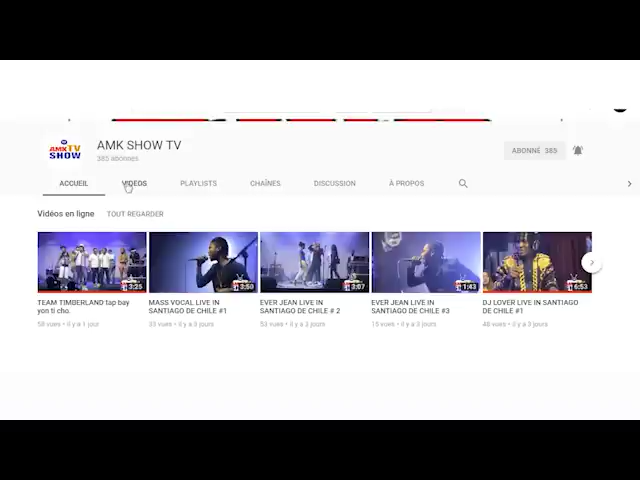 AMK TV
SHOW
AMK SHOW TV
385 abonnés
ABONNÉ 385
ACCUEIL
VIDÉOS
PLAYLISTS
CHAÎNES
DISCUSSION
À PROPOS
Vidéos en ligne
TOUT REGARDER
3:25
3:50
3:07
1:43
6:53
TEAM TIMBERLAND tap bay
yon ti cho.
58 vues • il y a 1 jour
MASS VOCAL LIVE IN
SANTIAGO DE CHILE #1
33 vues • il y a 3 jours
EVER JEAN LIVE IN
SANTIAGO DE CHILE # 2
53 vues • il y a 3 jours
EVER JEAN LIVE IN
SANTIAGO DE CHILE #3
15 vues • il y a 3 jours
DJ LOVER LIVE IN SANTIAGO
DE CHILE #1
48 vues • il y a 3 jours